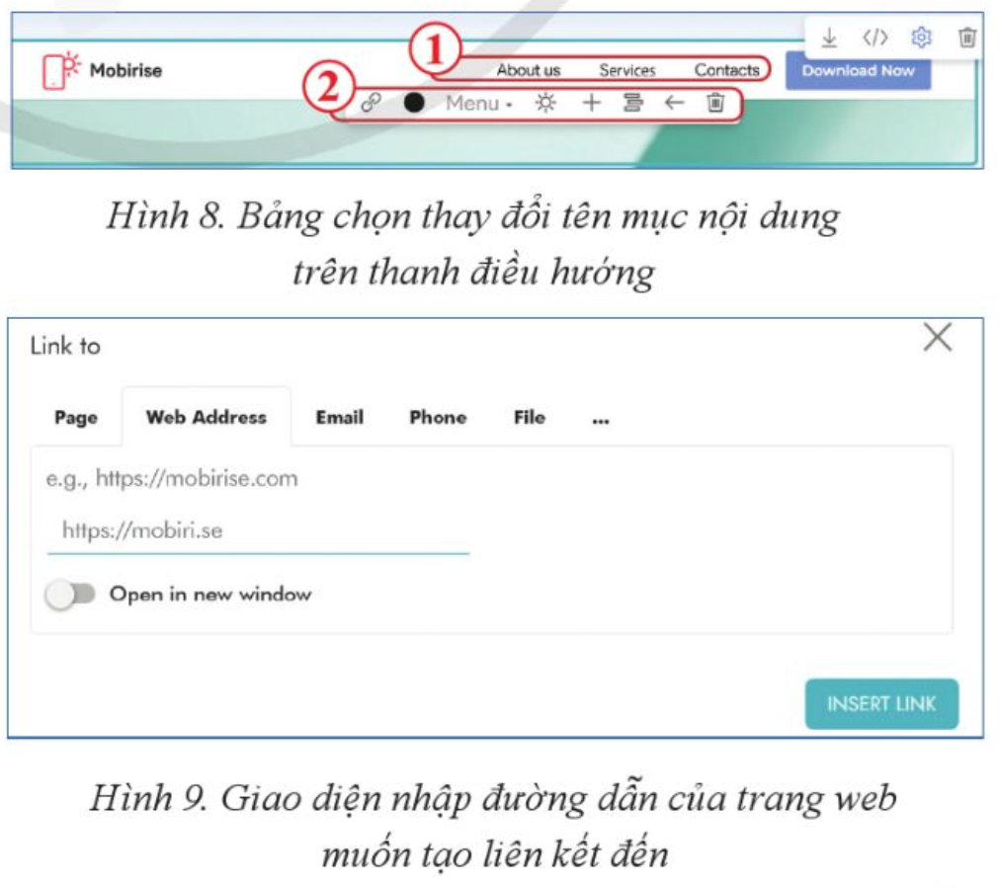 1
Mobirise About us Services Contacts Download Now
2
Menu
Hình 8. Bảng chọn thay đổi tên mục nội dung
trên thanh điều hướng
Link to
Page Web Address Email Phone File ...
e.g., https://mobirise.com
https://mobiri.se
Open in new window
INSERT LINK
Hình 9. Giao diện nhập đường dẫn của trang web
muốn tạo liên kết đến